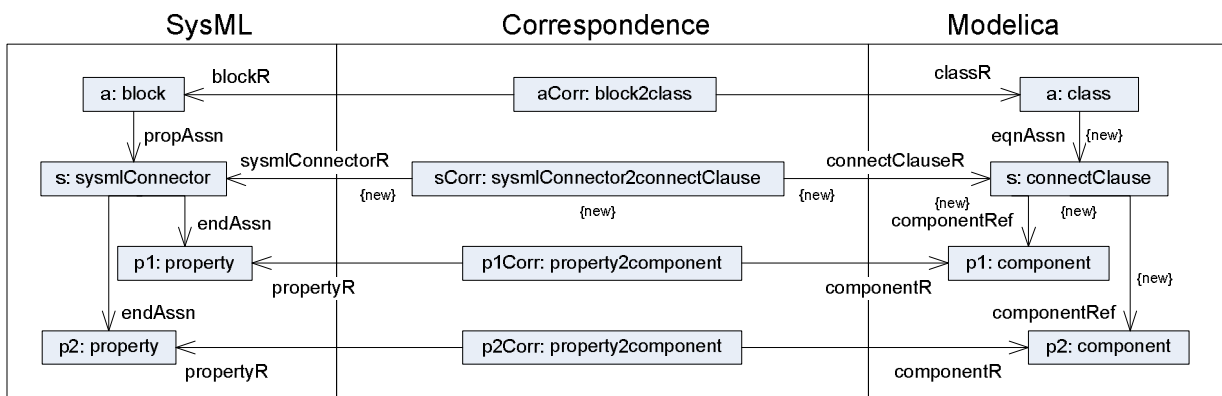 SysML Correspondence Modelica
blockR classR
a: block aCorr: block2class a: class
propAssn eqnAssn {new}
sysmlConnectorR connectClauseR
s: sysmlConnector sCorr: sysmlConnector2connectClause s: connectClause
{new} {new} {new} {new} {new}
endAssn componentRef
p1: property p1Corr: property2component p1: component
{new}
propertyR componentR
endAssn componentRef
p2: property p2Corr: property2component p2: component
propertyR componentR